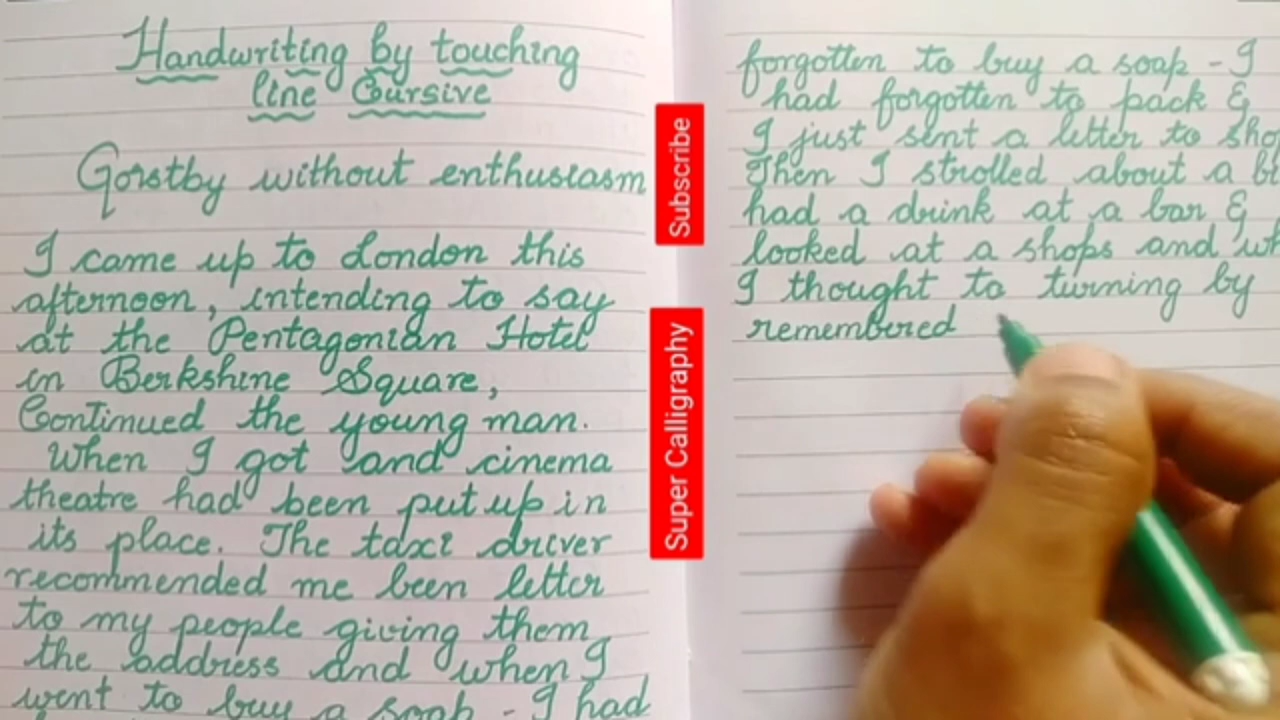 Handwriting by touching
line Cursive
Gorstby without enthusiasm
I came up to London this
afternoon, intending to say
at the Pentagonian Hotel
in Berkshine Square,
Continued the young man.
When I got and cinema
theatre had been put up in
its place. The taxi driver
recommended me been letter
to my people giving them
the address and when I
went to buy a soap - I had
Subscribe
Super Calligraphy
forgotten to buy a soap - I
had forgotten to pack &
I just sent a letter to sho
Then I strolled about a bi
had a drink at a bar &
looked at a shops and wh
I thought to turning by
remembered